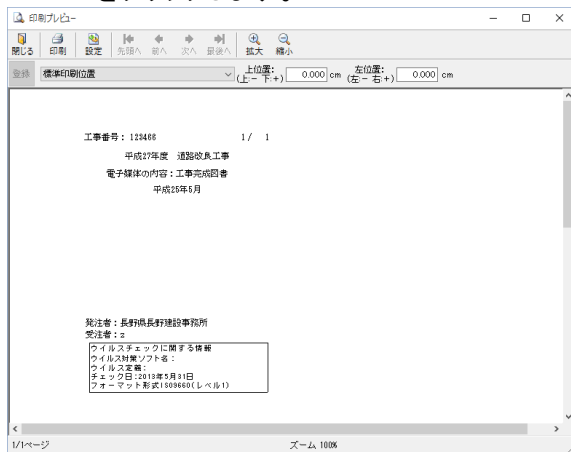 印刷プレビュー
閉じる 印刷 設定 先頭へ 前へ 次へ 最後へ 拡大 縮小
登録 標準印刷位置 上位置: (上:ー 下:+) 0.000 cm 左位置: (左:ー 右:+) 0.000 cm
工事番号：123466 1/ 1
平成27年度 道路改良工事
電子媒体の内容：工事完成図書
平成25年5月
発注者：長野県長野建設事務所
受注者：z
ウイルスチェックに関する情報
ウイルス対策ソフト名：
ウイルス定義：
チェック日：2013年5月31日
フォーマット形式ISO9660(レベル1)
1/1ページ ズーム 100%